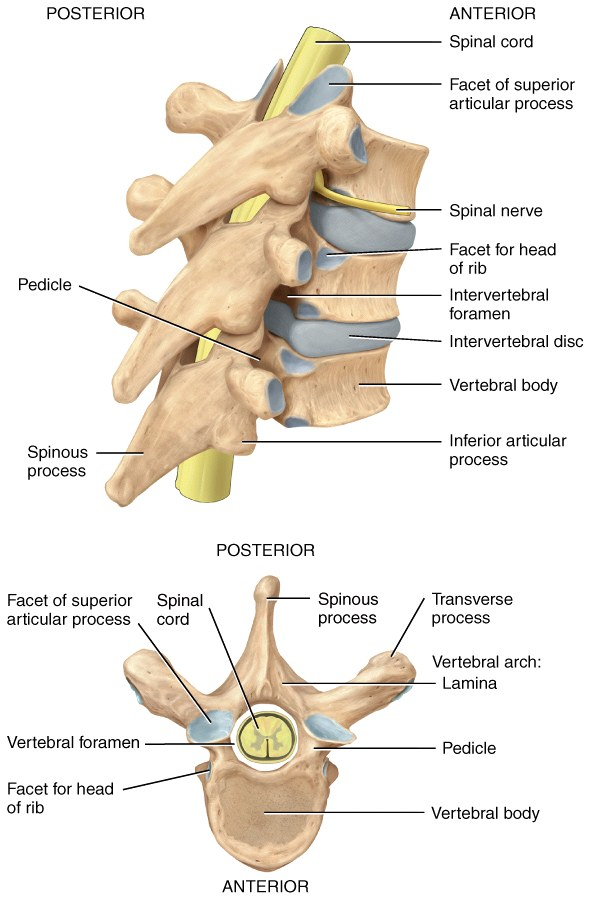 POSTERIOR
ANTERIOR
Spinal cord
Facet of superior
articular process
Spinal nerve
Facet for head
of rib
Pedicle
Intervertebral
foramen
Intervertebral disc
Vertebral body
Inferior articular
process
Spinous
process
POSTERIOR
Facet of superior
articular process
Spinal
cord
Spinous
process
Transverse
process
Vertebral arch:
Lamina
Vertebral foramen
Pedicle
Facet for head
of rib
Vertebral body
ANTERIOR